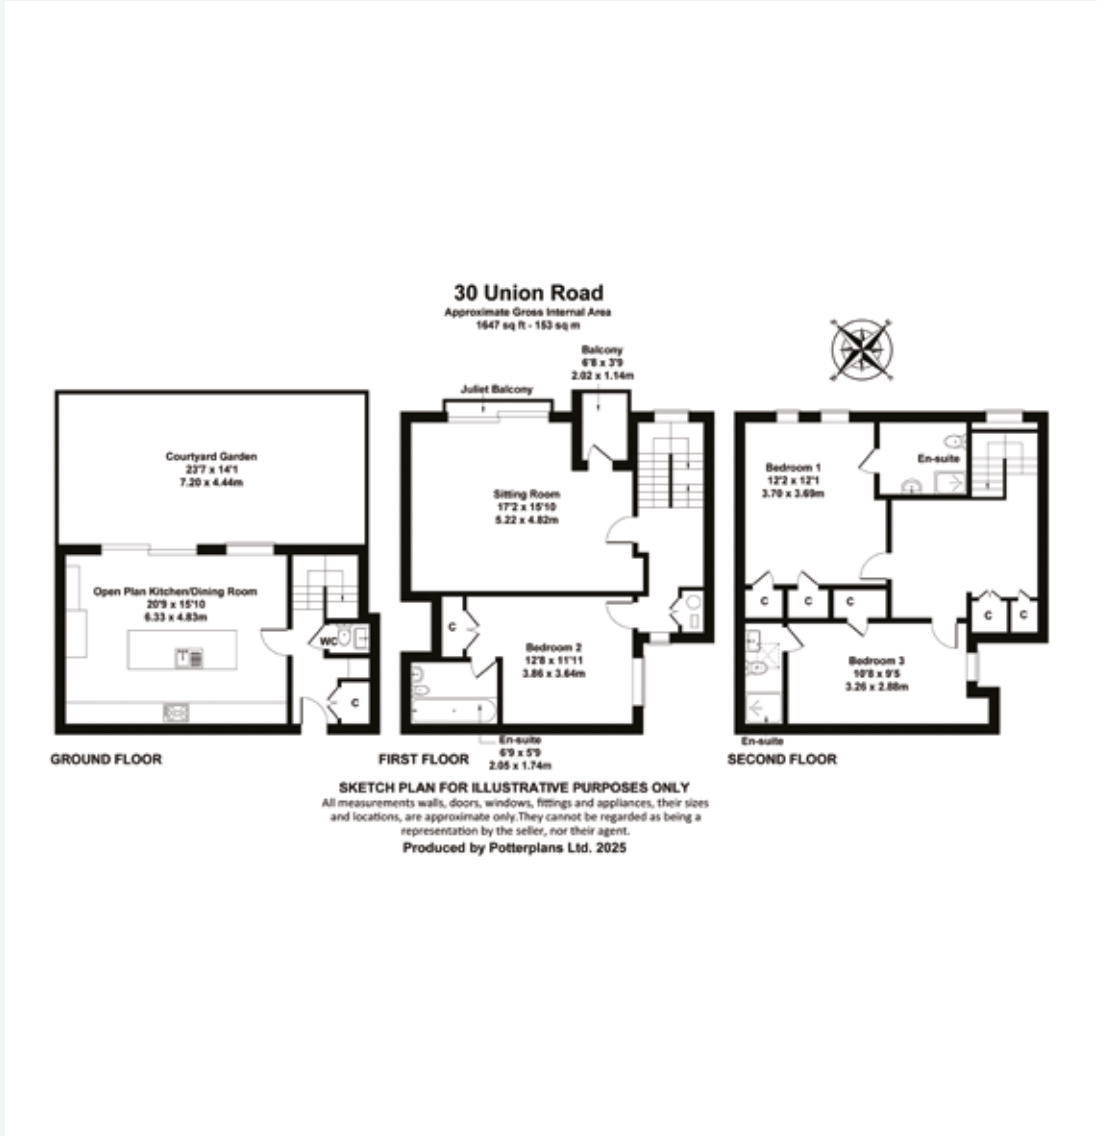 30 Union Road
Approximate Gross Internal Area
1647 sq ft - 153 sq m
Balcony
6'8 x 3'9
2.02 x 1.14m
Juliet Balcony
Courtyard Garden
23'7 x 14'1
7.20 x 4.44m
Sitting Room
17'2 x 15'10
5.22 x 4.82m
Bedroom 1
12'2 x 12'1
3.70 x 3.69m
En-suite
Open Plan Kitchen/Dining Room
20'9 x 15'10
6.33 x 4.83m
WC
C
C
Bedroom 2
12'8 x 11'11
3.86 x 3.64m
C
C
C
C
C
Bedroom 3
10'8 x 9'5
3.26 x 2.88m
En-suite
6'9 x 5'9
2.05 x 1.74m
En-suite
GROUND FLOOR
FIRST FLOOR
SECOND FLOOR
SKETCH PLAN FOR ILLUSTRATIVE PURPOSES ONLY
All measurements walls, doors, windows, fittings and appliances, their sizes
and locations, are approximate only.They cannot be regarded as being a
representation by the seller, nor their agent.
Produced by Potterplans Ltd. 2025